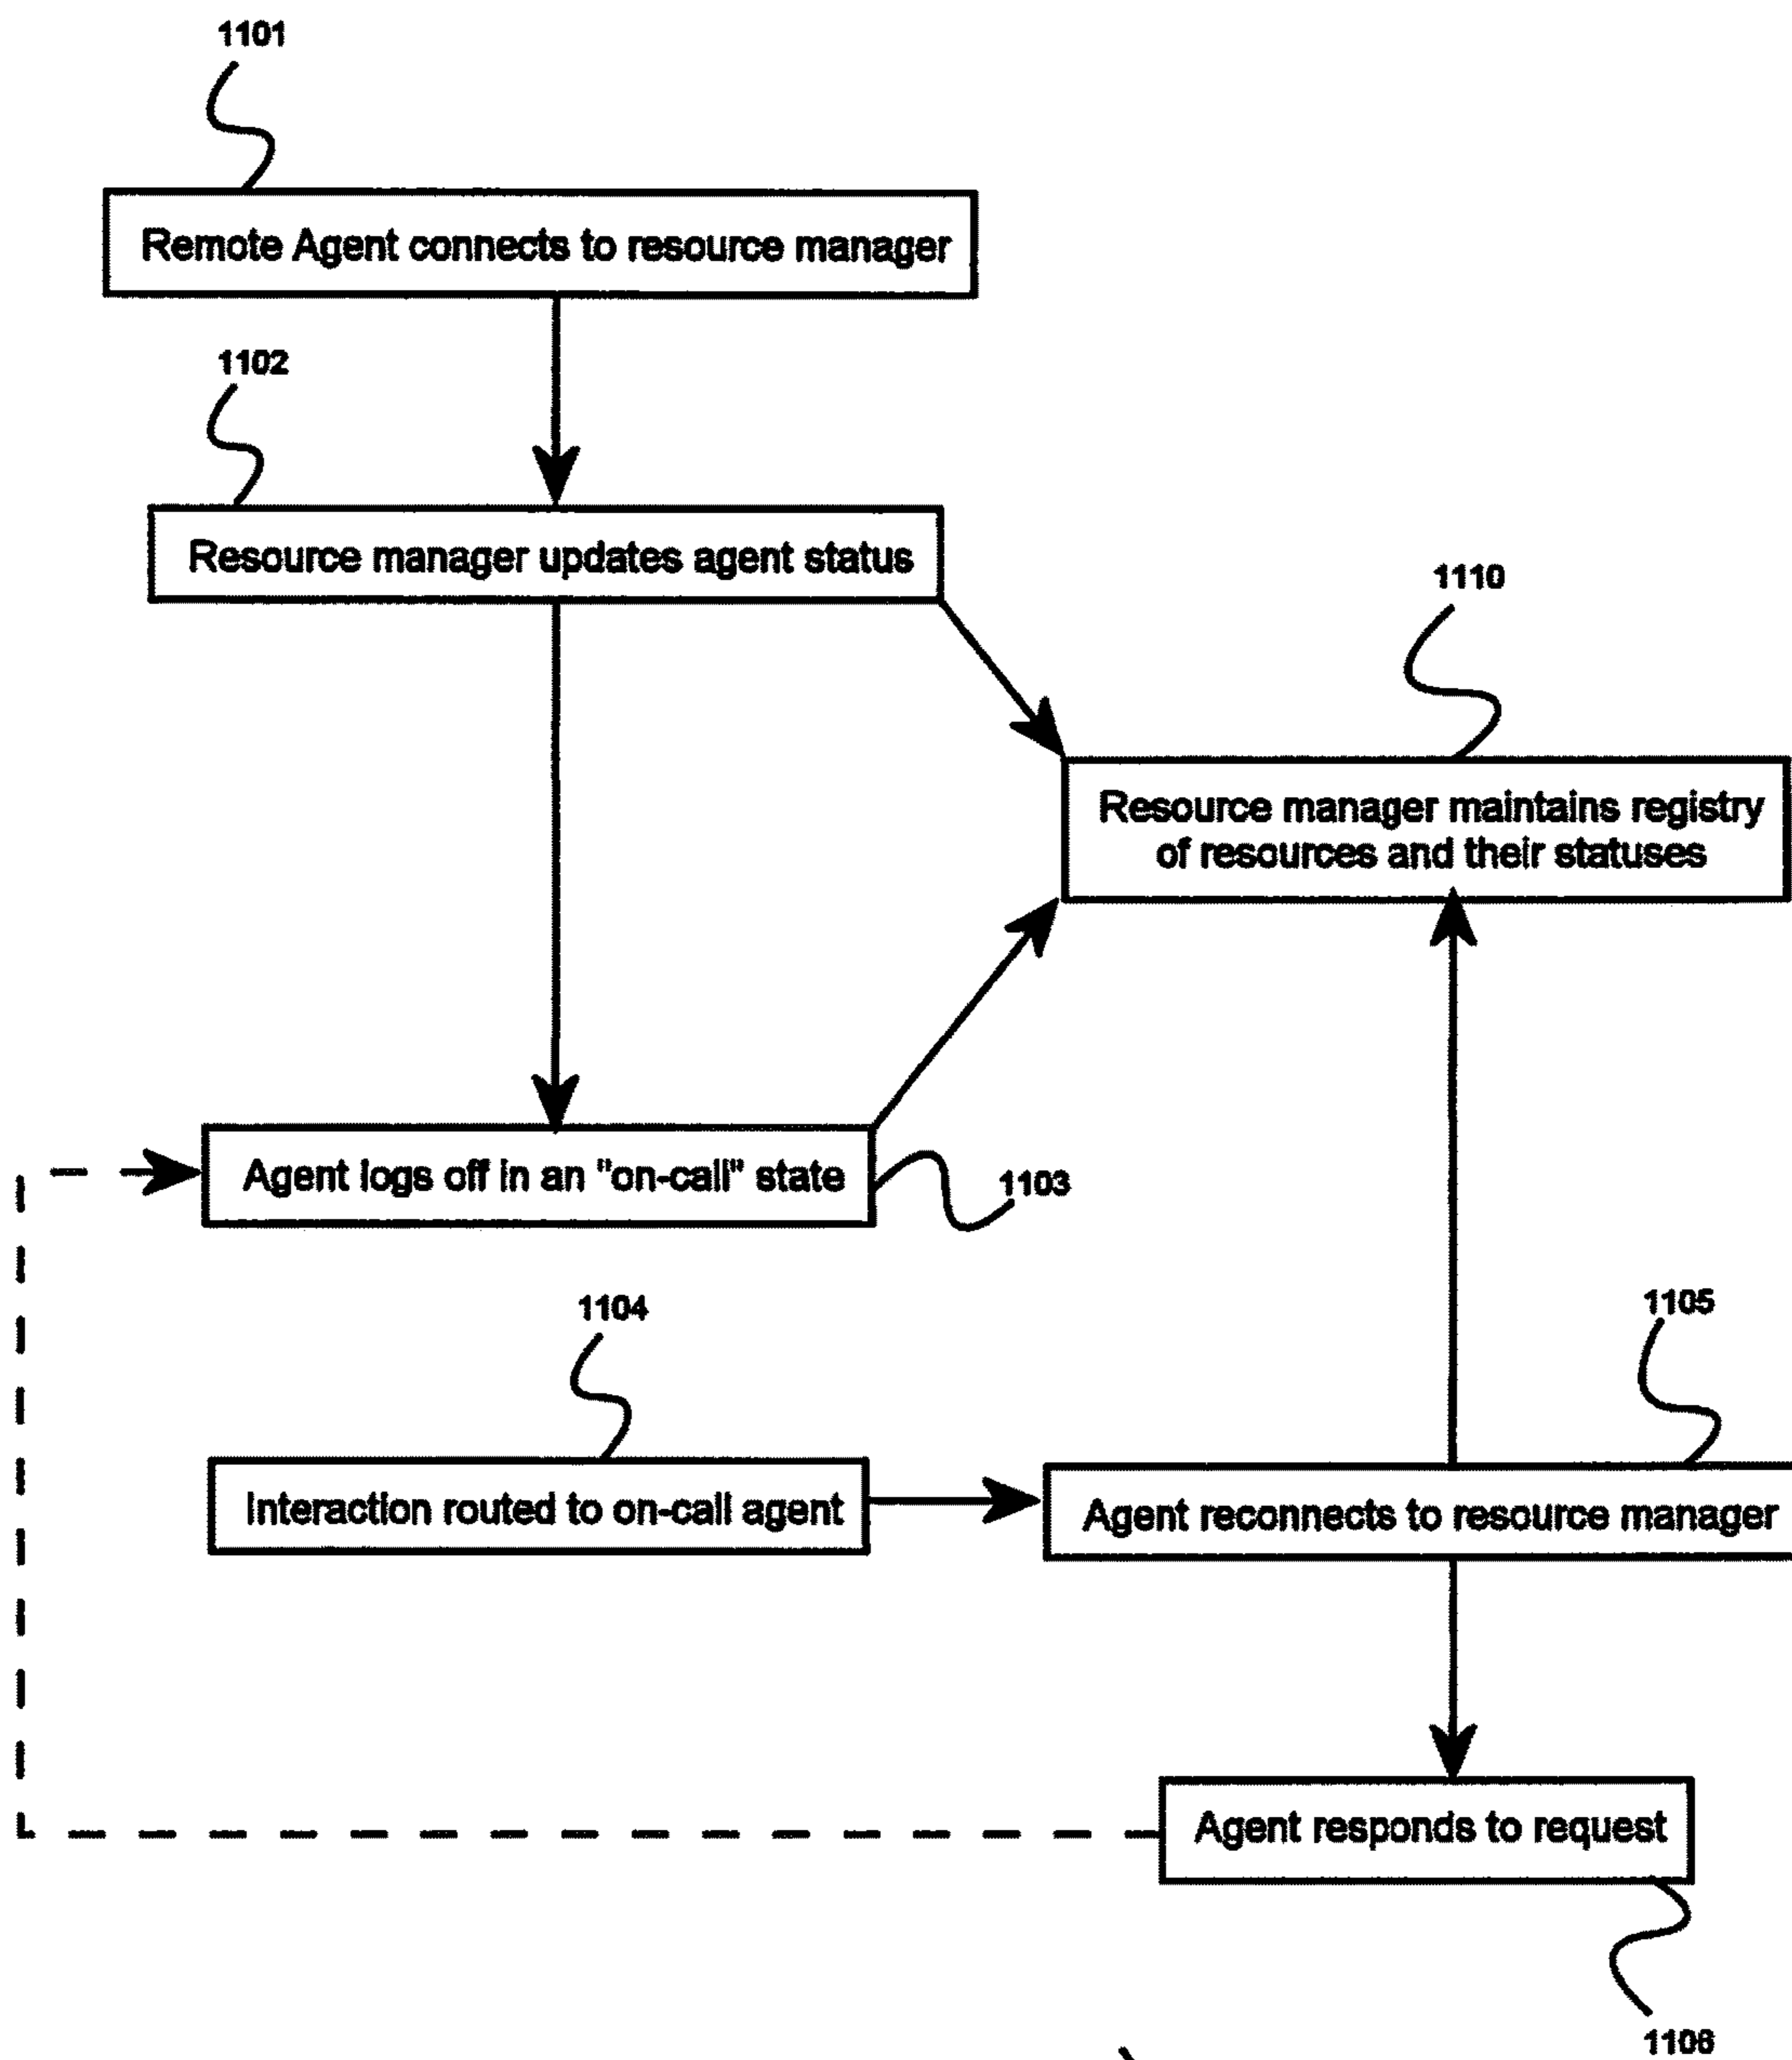 1101
Remote Agent connects to resource manager
1102
Resource manager updates agent status
1110
Resource manager maintains registry
of resources and their statuses
Agent logs off in an "on-call" state
1103
1104
1105
Interaction routed to on-call agent
Agent reconnects to resource manager
Agent responds to request
1106